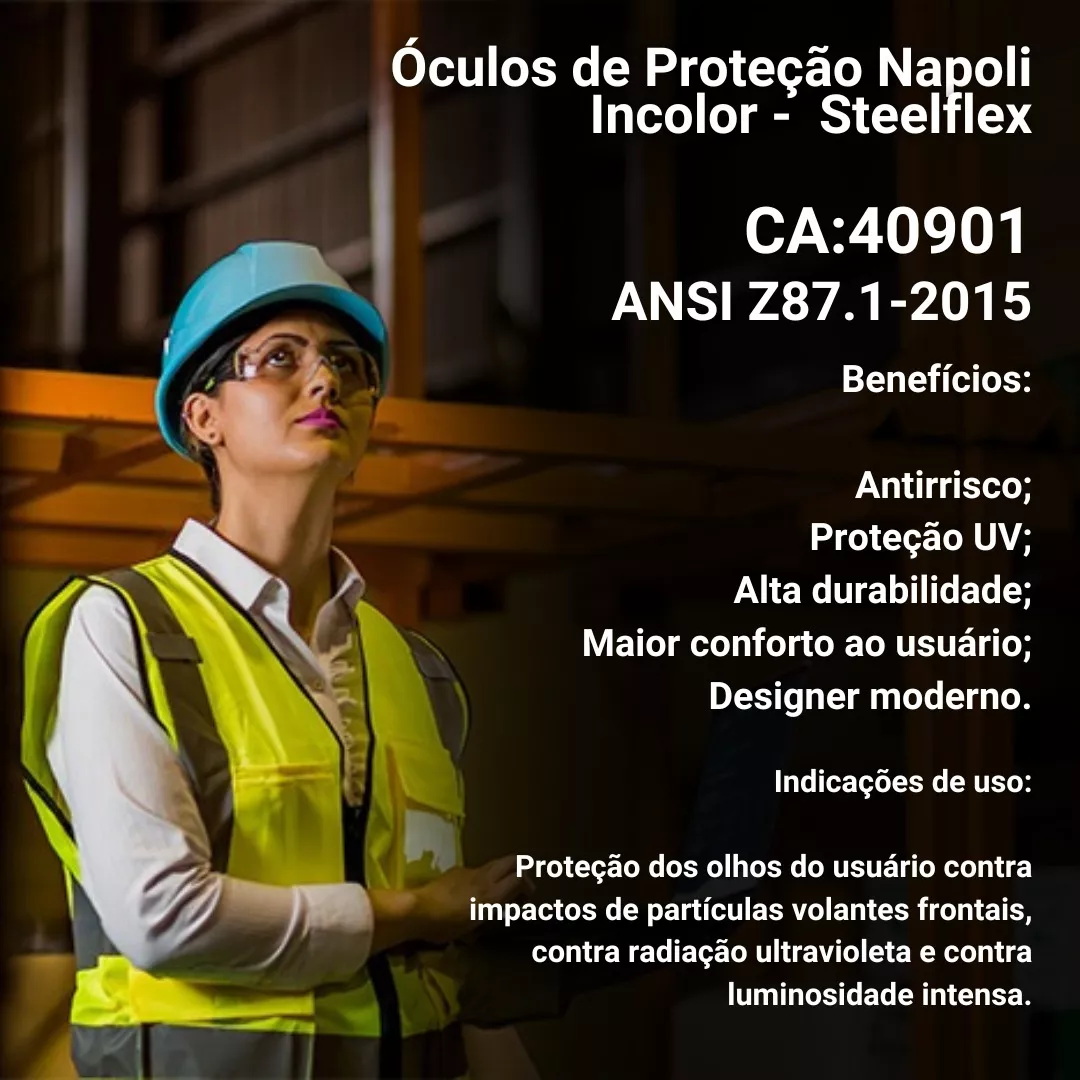 Óculos de Proteção Napoli
Incolor - Steelflex
CA:40901
ANSI Z87.1-2015
Benefícios:
Antirrisco;
Proteção UV;
Alta durabilidade;
Maior conforto ao usuário;
Designer moderno.
Indicações de uso:
Proteção dos olhos do usuário contra
impactos de partículas volantes frontais,
contra radiação ultravioleta e contra
luminosidade intensa.